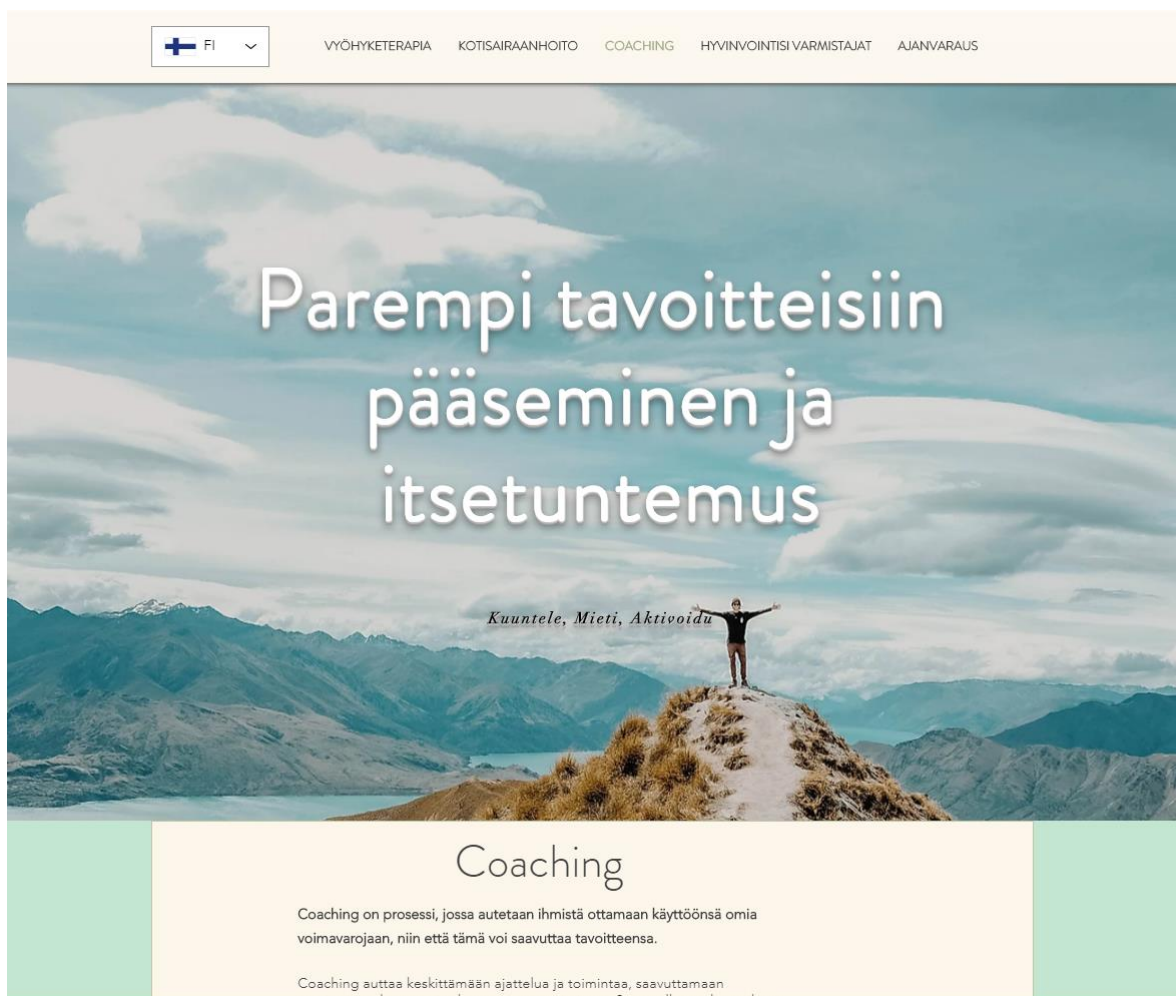 FI
VYÖHYKETERAPIA KOTISAIRAANHOITO COACHING HYVINVOINTISI VARMISTAJAT AJANVARAUS
Parempi tavoitteisiin
pääseminen ja
itsetuntemus
Kuuntele, Mieti, Aktivoidu
Coaching
Coaching on prosessi, jossa autetaan ihmistä ottamaan käyttöönsä omia
voimavarojaan, niin että tämä voi saavuttaa tavoitteensa.
Coaching auttaa keskittämään ajattelua ja toimintaa, saavuttamaan